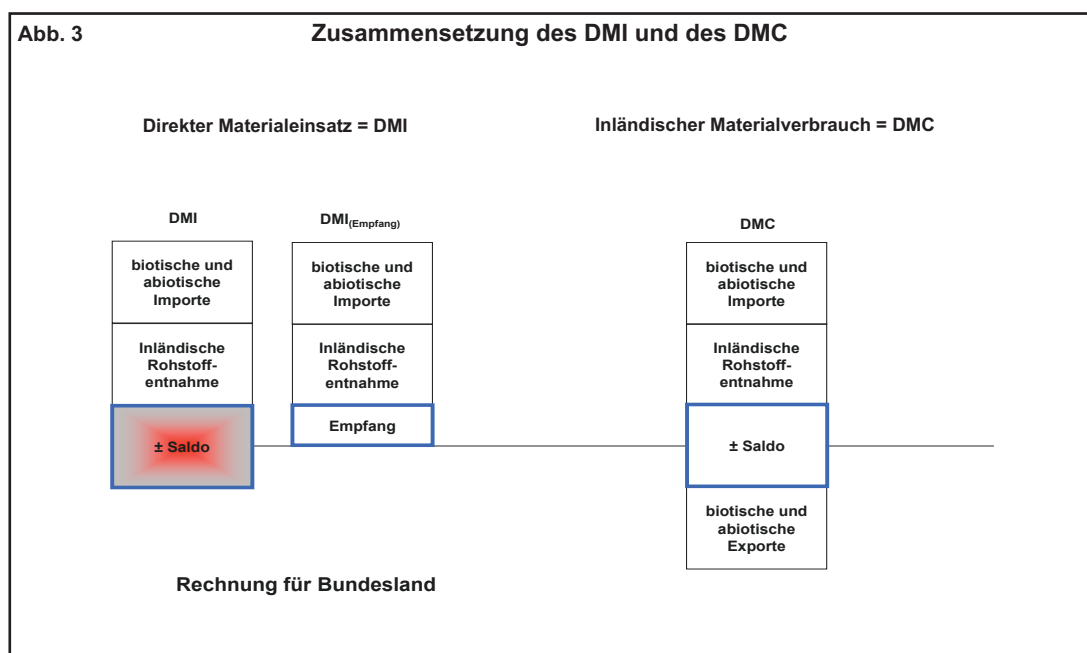 Abb. 3
Zusammensetzung des DMI und des DMC
Direkter Materialeinsatz = DMI
Inländischer Materialverbrauch = DMC
DMI
biotische und
abiotische
Importe
Inländische
Rohstoff-
entnahme
± Saldo
DMI(Empfang)
biotische und
abiotische
Importe
Inländische
Rohstoff-
entnahme
Empfang
DMC
biotische und
abiotische
Importe
Inländische
Rohstoff-
entnahme
± Saldo
biotische und
abiotische
Exporte
Rechnung für Bundesland